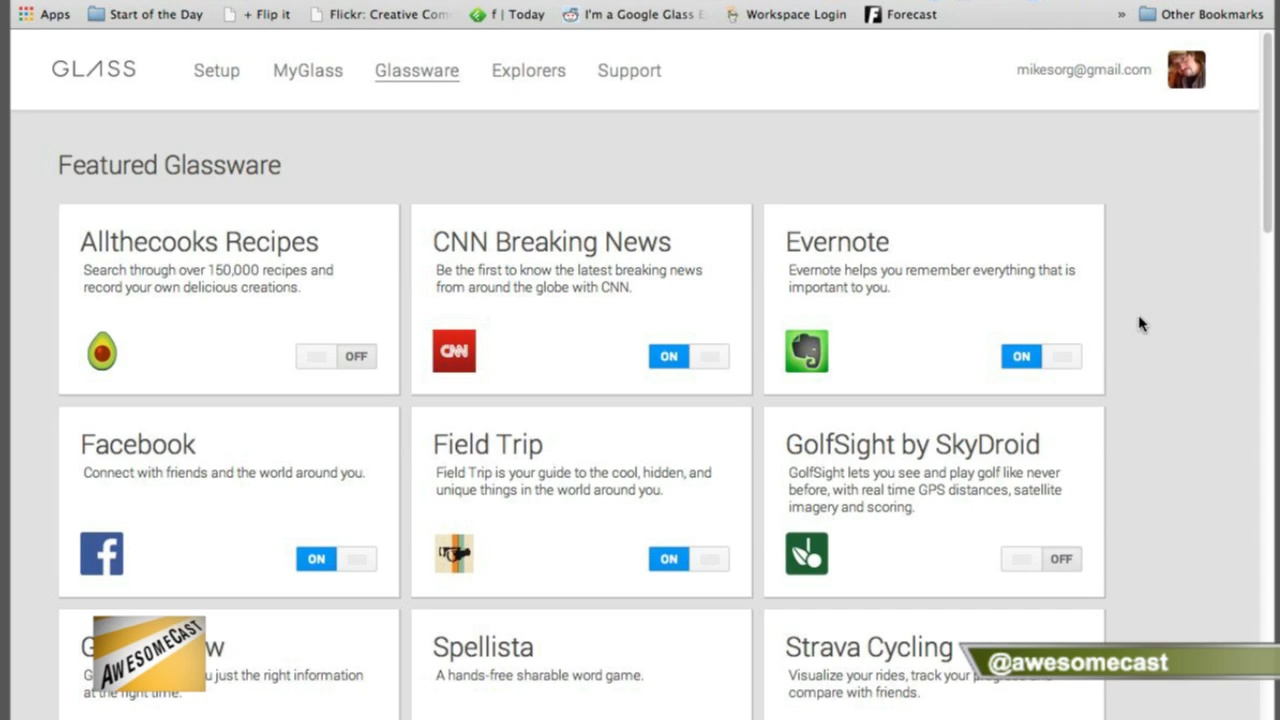 Apps Start of the Day + Flip it Flickr: Creative Com f | Today I'm a Google Glass E Workspace Login Forecast » Other Bookmarks
GLASS Setup MyGlass Glassware Explorers Support mikesorg@gmail.com
Featured Glassware
Allthecooks Recipes
Search through over 150,000 recipes and
record your own delicious creations.
OFF
CNN Breaking News
Be the first to know the latest breaking news
from around the globe with CNN.
CNN
ON
Evernote
Evernote helps you remember everything that is
important to you.
ON
Facebook
Connect with friends and the world around you.
f
ON
Field Trip
Field Trip is your guide to the cool, hidden, and
unique things in the world around you.
ON
GolfSight by SkyDroid
GolfSight lets you see and play golf like never
before, with real time GPS distances, satellite
imagery and scoring.
OFF
just the right information
at the right time.
AWESOMECAST
Spellista
A hands-free sharable word game.
Strava Cycling
Visualize your rides, track your
compare with friends.
@awesomecast